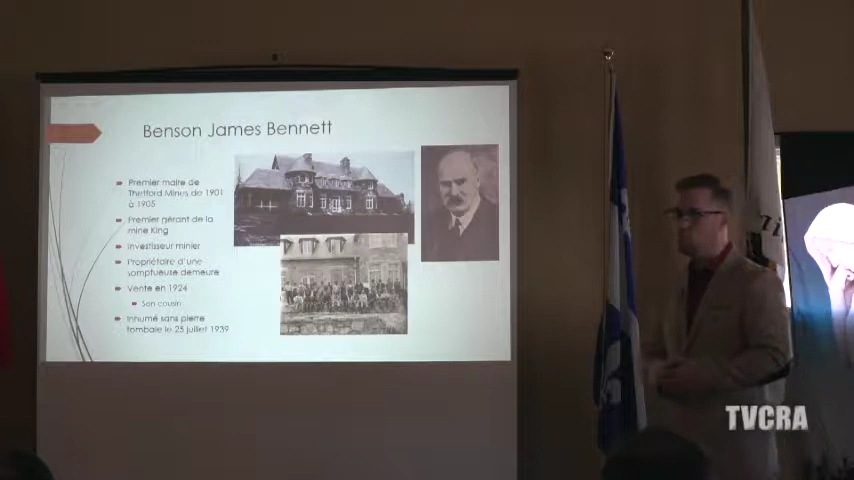 Benson James Bennett
Premier maire de
Thetford Mines de 1901
à 1905
Premier gérant de la
mine King
Investisseur minier
Propriétaire d'une
somptueuse demeure
Vente en 1924
Son cousin
Inhumé sans pierre
tombale le 25 juillet 1939
TVCRA